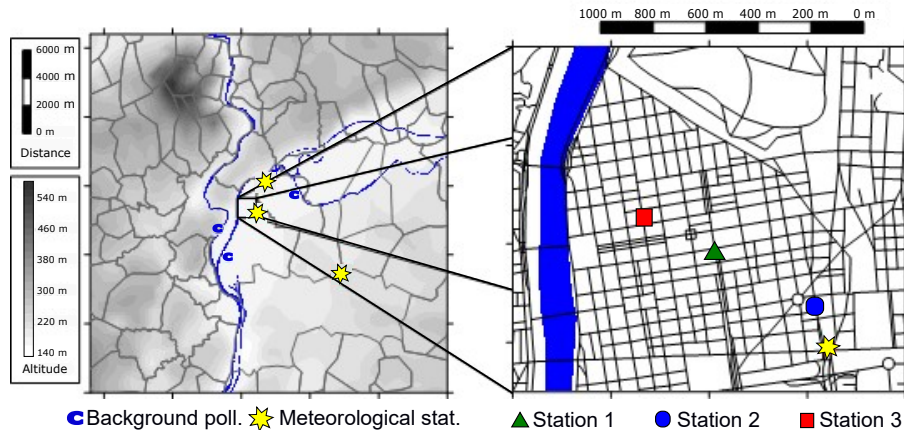 1000 m 800 m 600 m 400 m 200 m 0 m
6000 m
4000 m
2000 m
0 m
Distance
540 m
460 m
380 m
300 m
220 m
140 m
Altitude
c Background poll. Meteorological stat. Station 1 Station 2 Station 3